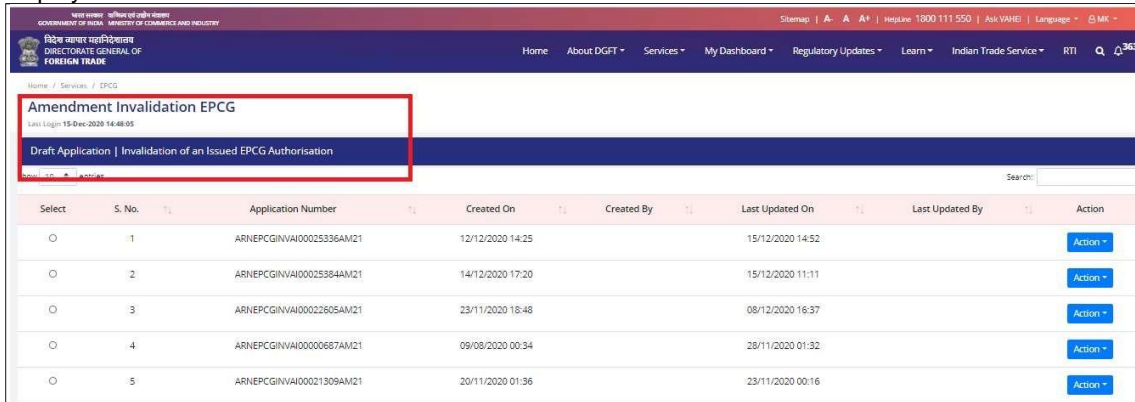 भारत सरकार वाणिज्य एवं उद्योग मंत्रालय
GOVERNMENT OF INDIA MINISTRY OF COMMERCE AND INDUSTRY
Sitemap | A- A A+ | HelpLine 1800 111 550 | Ask VAHEI | Language MK
विदेश व्यापार महानिदेशालय
DIRECTORATE GENERAL OF
FOREIGN TRADE
Home About DGFT Services My Dashboard Regulatory Updates Learn Indian Trade Service RTI 363
Home / Services / EPCG
Amendment Invalidation EPCG
Last Login 15-Dec-2020 14:48:05
Draft Application | Invalidation of an Issued EPCG Authorisation
10 entries Search:
Select S. No. Application Number Created On Created By Last Updated On Last Updated By Action
1 ARNEPCGINVAI00025336AM21 12/12/2020 14:25 15/12/2020 14:52 Action
2 ARNEPCGINVAI00025384AM21 14/12/2020 17:20 15/12/2020 11:11 Action
3 ARNEPCGINVAI00022605AM21 23/11/2020 18:48 08/12/2020 16:37 Action
4 ARNEPCGINVAI00000687AM21 09/08/2020 00:34 28/11/2020 01:32 Action
5 ARNEPCGINVAI00021309AM21 20/11/2020 01:36 23/11/2020 00:16 Action